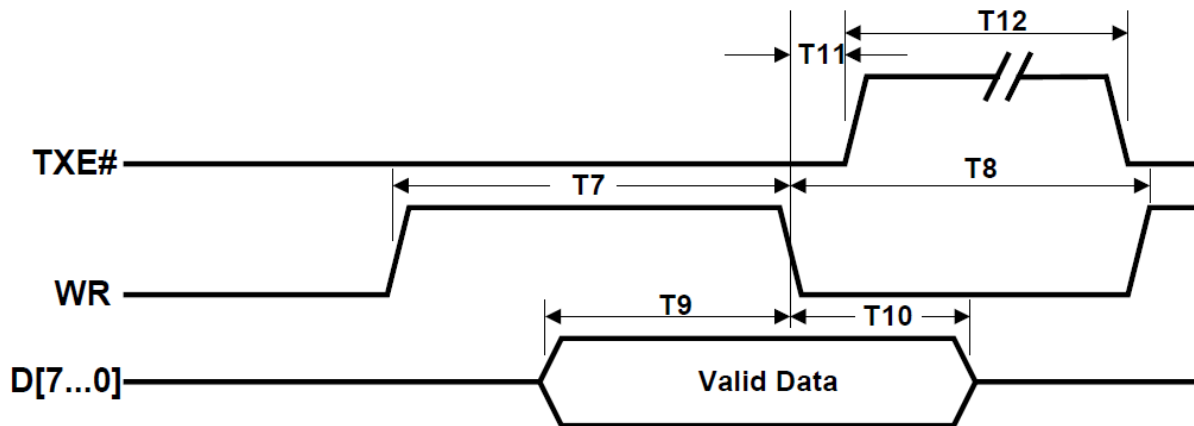 T12
T11
TXE#
T7
T8
WR
T9
T10
D[7...0]
Valid Data